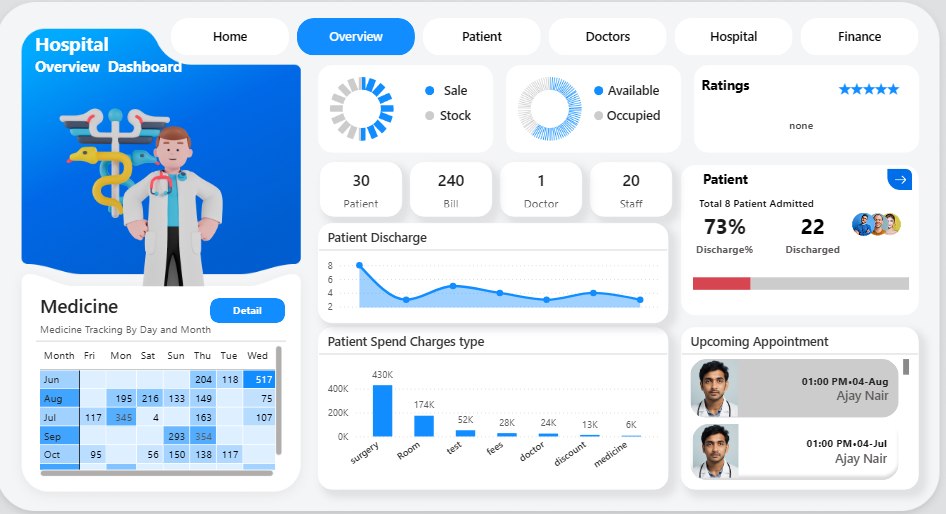 Hospital
Overview Dashboard
Home
Overview
Patient
Doctors
Hospital
Finance
Sale
Stock
Available
Occupied
Ratings
★★★★★
none
30
Patient
240
Bill
1
Doctor
20
Staff
Patient
Total 8 Patient Admitted
73%
22
Discharge%
Discharged
Patient Discharge
8
6
4
2
Medicine
Detail
Medicine Tracking By Day and Month
Month Fri Mon Sat Sun Thu Tue Wed
Jun 204 118 517
Aug 195 216 133 149 75
Jul 117 345 4 163 107
Sep 293 354
Oct 95 56 150 138 117
Patient Spend Charges type
400K
200K
0K
430K
174K
52K
28K
24K
13K
6K
surgery
Room
test
fees
doctor
discount
medicine
Upcoming Appointment
01:00 PM•04-Aug
Ajay Nair
01:00 PM•04-Jul
Ajay Nair